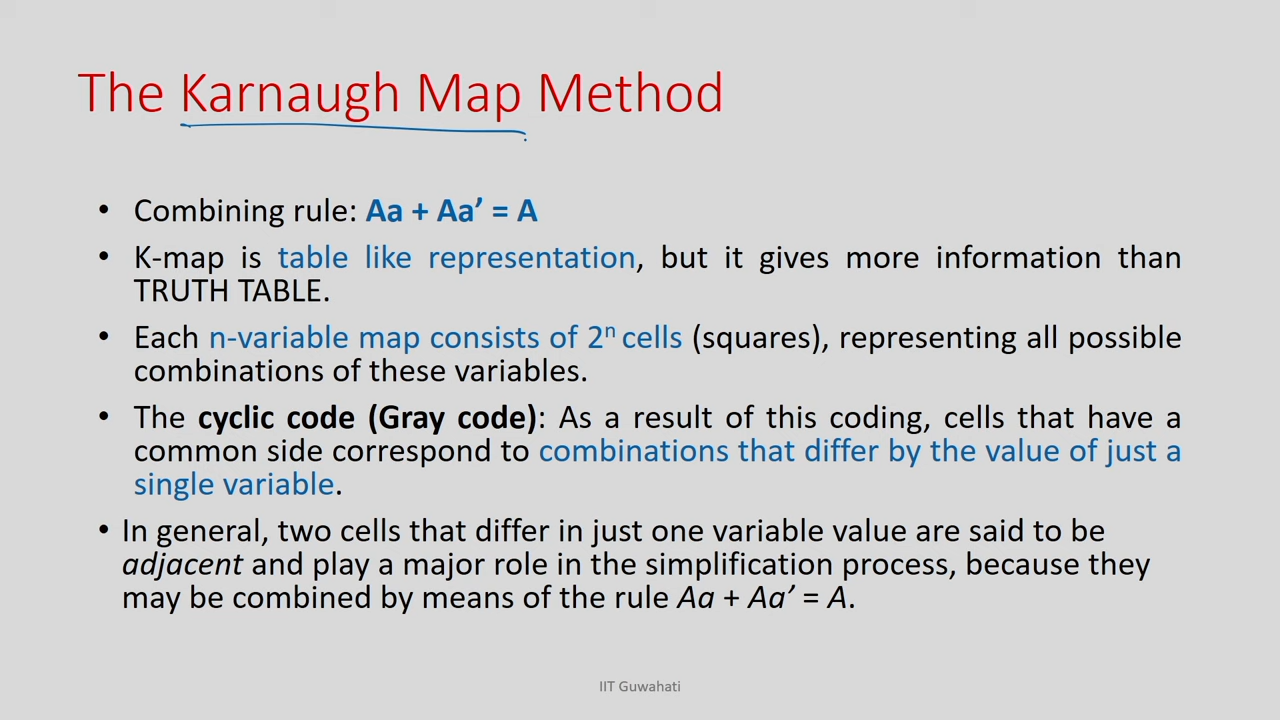 The Karnaugh Map Method
• Combining rule: Aa + Aa’ = A
• K-map is table like representation, but it gives more information than
TRUTH TABLE.
• Each n-variable map consists of 2ⁿ cells (squares), representing all possible
combinations of these variables.
• The cyclic code (Gray code): As a result of this coding, cells that have a
common side correspond to combinations that differ by the value of just a
single variable.
• In general, two cells that differ in just one variable value are said to be
adjacent and play a major role in the simplification process, because they
may be combined by means of the rule Aa + Aa’ = A.
IIT Guwahati